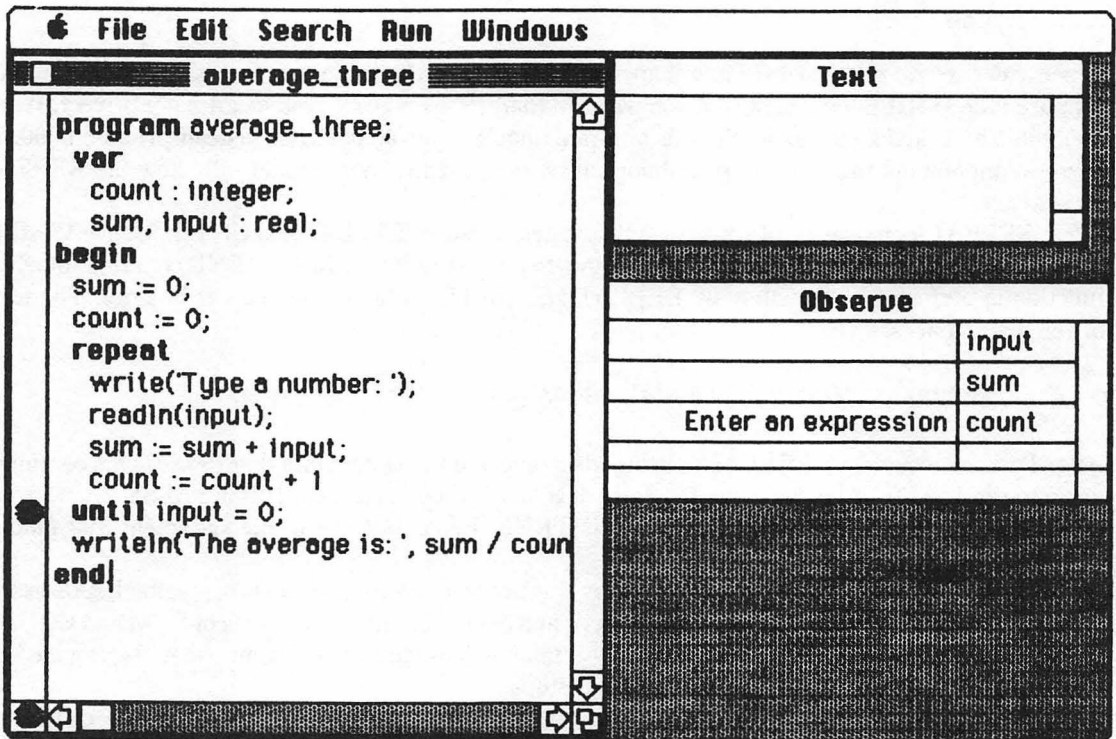 File Edit Search Run Windows
average_three
program average_three;
var
count : integer;
sum, input : real;
begin
sum := 0;
count := 0;
repeat
write('Type a number: ');
readln(input);
sum := sum + input;
count := count + 1
until input = 0;
writeln('The average is: ', sum / coun
end.
Text
Observe
input
sum
Enter an expression count